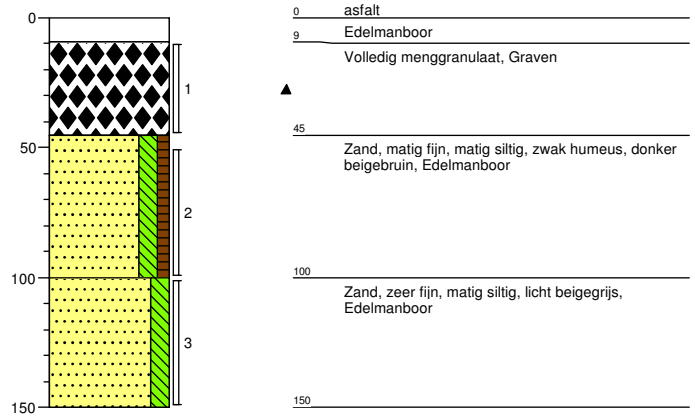 0
50
100
150
1
2
3
0 asfalt
9 Edelmanboor
Volledig menggranulaat, Graven
45
Zand, matig fijn, matig siltig, zwak humeus, donker
beigebruin, Edelmanboor
100
Zand, zeer fijn, matig siltig, licht beigegrijs,
Edelmanboor
150